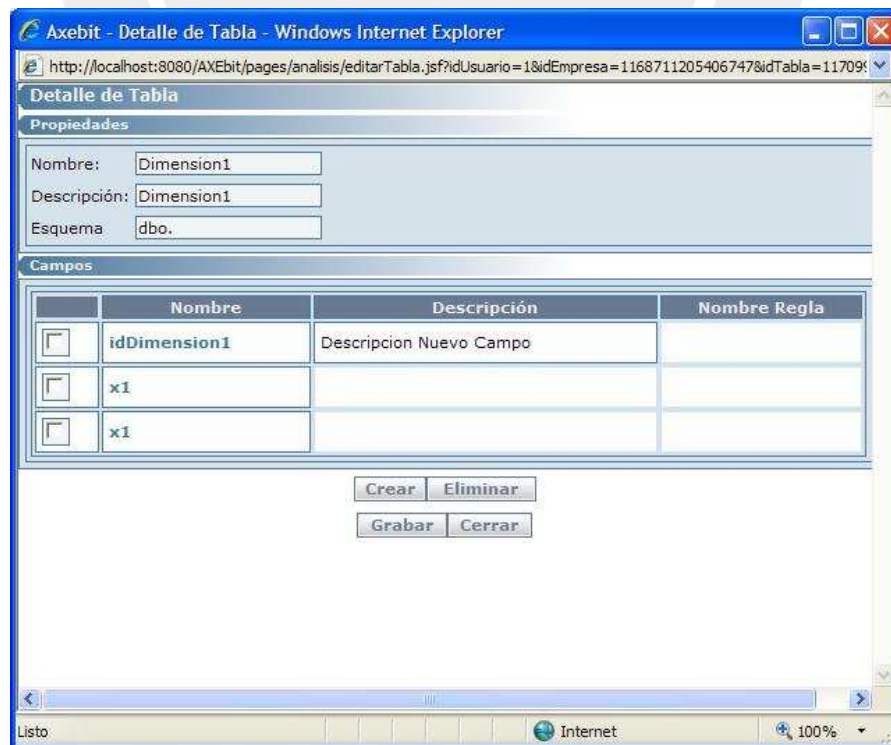 Axebit - Detalle de Tabla - Windows Internet Explorer
http://localhost:8080/AXEbit/pages/analisis/editarTabla.jsf?idUsuario=1&idEmpresa=1168711205406747&idTabla=117099
Detalle de Tabla
Propiedades
Nombre: Dimension1
Descripción: Dimension1
Esquema dbo.
Campos
Nombre Descripción Nombre Regla
idDimension1 Descripcion Nuevo Campo
x1
x1
Crear Eliminar
Grabar Cerrar
Listo Internet 100%